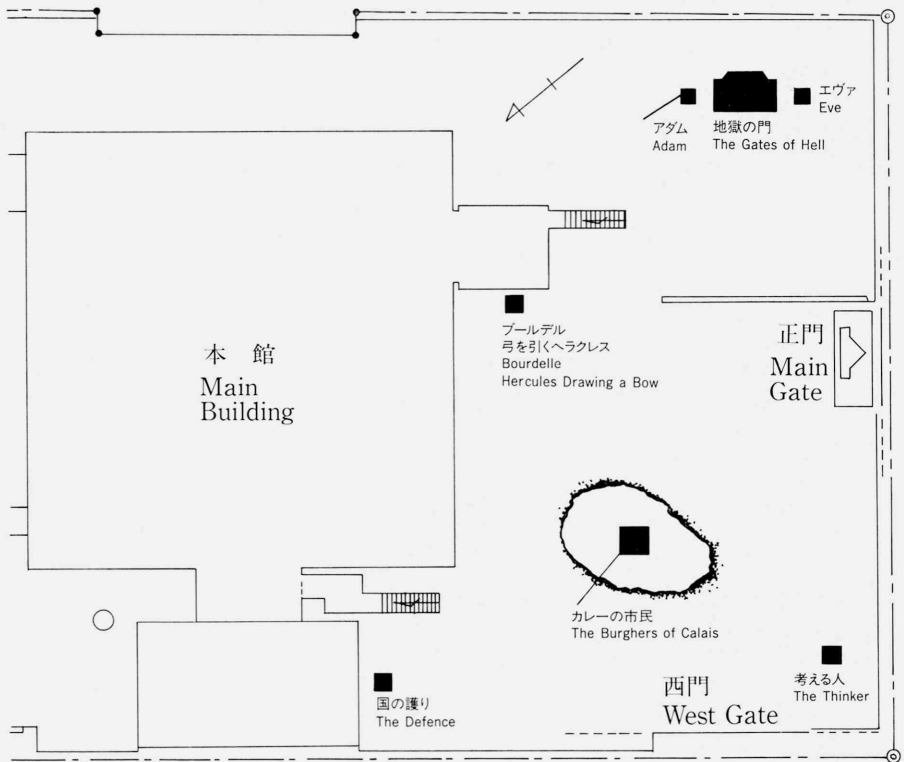 エヴァ
Eve
アダム
Adam
地獄の門
The Gates of Hell
ブールデル
弓を引くヘラクレス
Bourdelle
Hercules Drawing a Bow
正門
Main
Gate
本館
Main
Building
カレーの市民
The Burghers of Calais
考える人
The Thinker
西門
West Gate
国の護り
The Defence